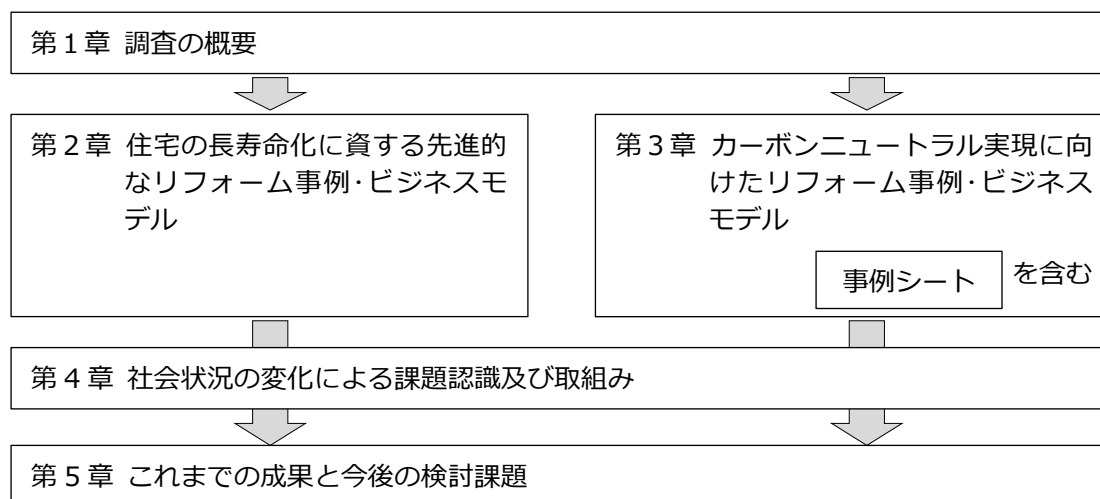 第１章 調査の概要
第２章 住宅の長寿命化に資する先進的
なリフォーム事例･ビジネスモ
デル
第３章 カーボンニュートラル実現に向
けたリフォーム事例･ビジネス
モデル
事例シート を含む
第４章 社会状況の変化による課題認識及び取組み
第５章 これまでの成果と今後の検討課題